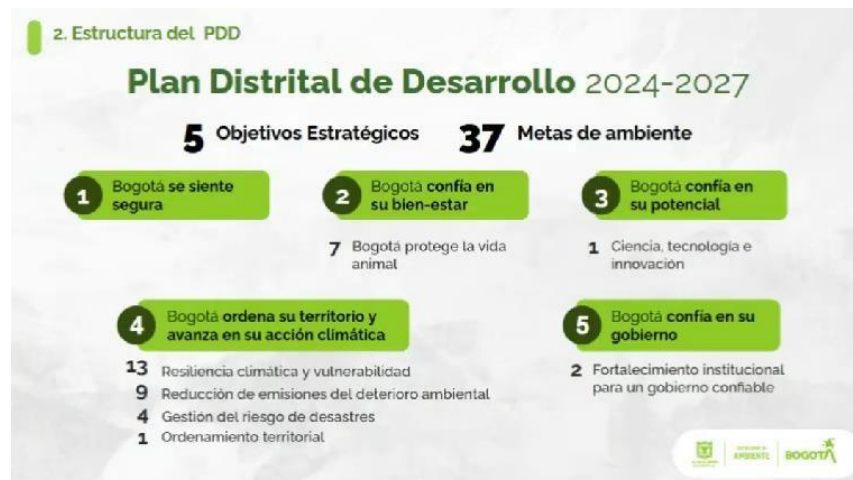 2. Estructura del PDD
Plan Distrital de Desarrollo 2024-2027
5 Objetivos Estratégicos 37 Metas de ambiente
1 Bogotá se siente
segura
2 Bogotá confía en
su bien-estar
7 Bogotá protege la vida
animal
3 Bogotá confía en
su potencial
1 Ciencia, tecnología e
innovación
4 Bogotá ordena su territorio y
avanza en su acción climática
13 Resiliencia climática y vulnerabilidad
9 Reducción de emisiones del deterioro ambiental
4 Gestión del riesgo de desastres
1 Ordenamiento territorial
5 Bogotá confía en su
gobierno
2 Fortalecimiento institucional
para un gobierno confiable
AMBIENTE
BOGOTÁ